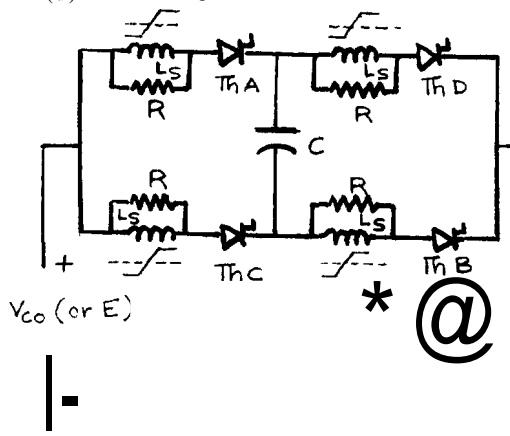 Ls ThA Ls ThD
R R
C
R R
Ls Ls
+ ThC ThB
Vco (or E) * @
-